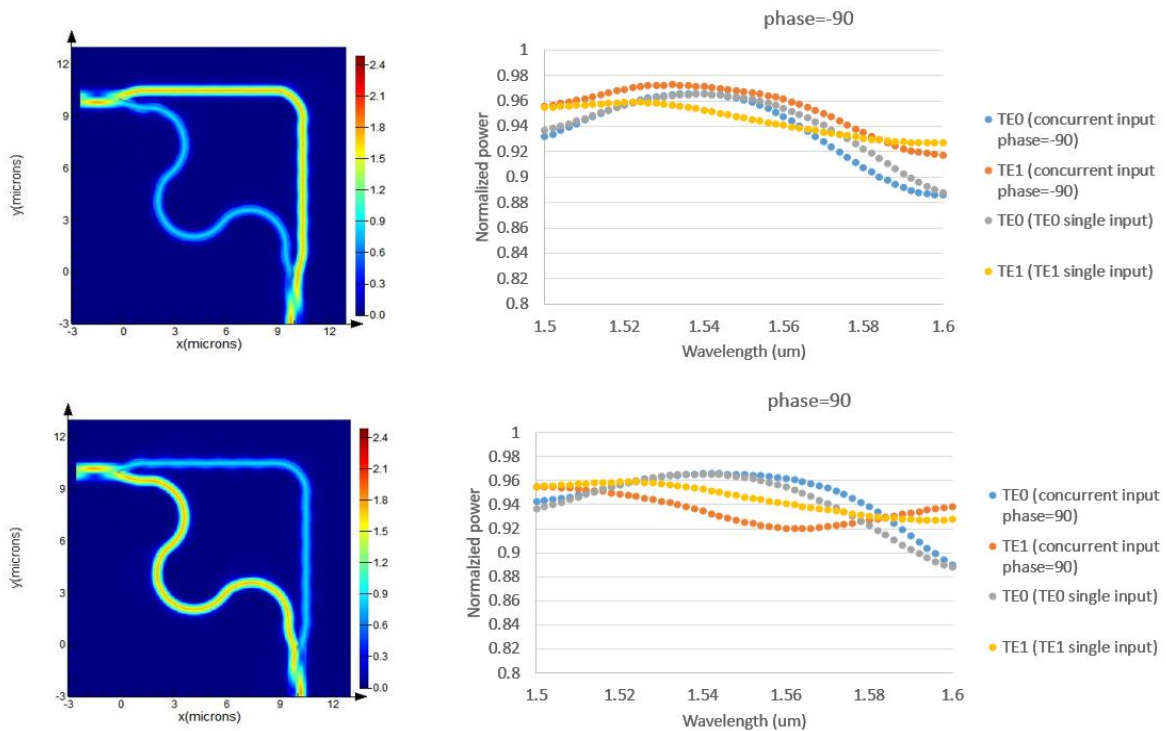 phase=-90
12
9
6
3
0
-3
y(microns)
-3 0 3 6 9 12
x(microns)
2.4
2.1
1.8
1.5
1.2
0.9
0.6
0.3
0.0
Normalized power
1
0.98
0.96
0.94
0.92
0.9
0.88
0.86
0.84
0.82
0.8
1.5 1.52 1.54 1.56 1.58 1.6
Wavelength (um)
TE0 (concurrent input
phase=-90)
TE1 (concurrent input
phase=-90)
TE0 (TE0 single input)
TE1 (TE1 single input)
phase=90
12
9
6
3
0
-3
y(microns)
-3 0 3 6 9 12
x(microns)
2.4
2.1
1.8
1.5
1.2
0.9
0.6
0.3
0.0
Normalzied power
1
0.98
0.96
0.94
0.92
0.9
0.88
0.86
0.84
0.82
0.8
1.5 1.52 1.54 1.56 1.58 1.6
Wavelength (um)
TE0 (concurrent input
phase=90)
TE1 (concurrent input
phase=90)
TE0 (TE0 single input)
TE1 (TE1 single input)